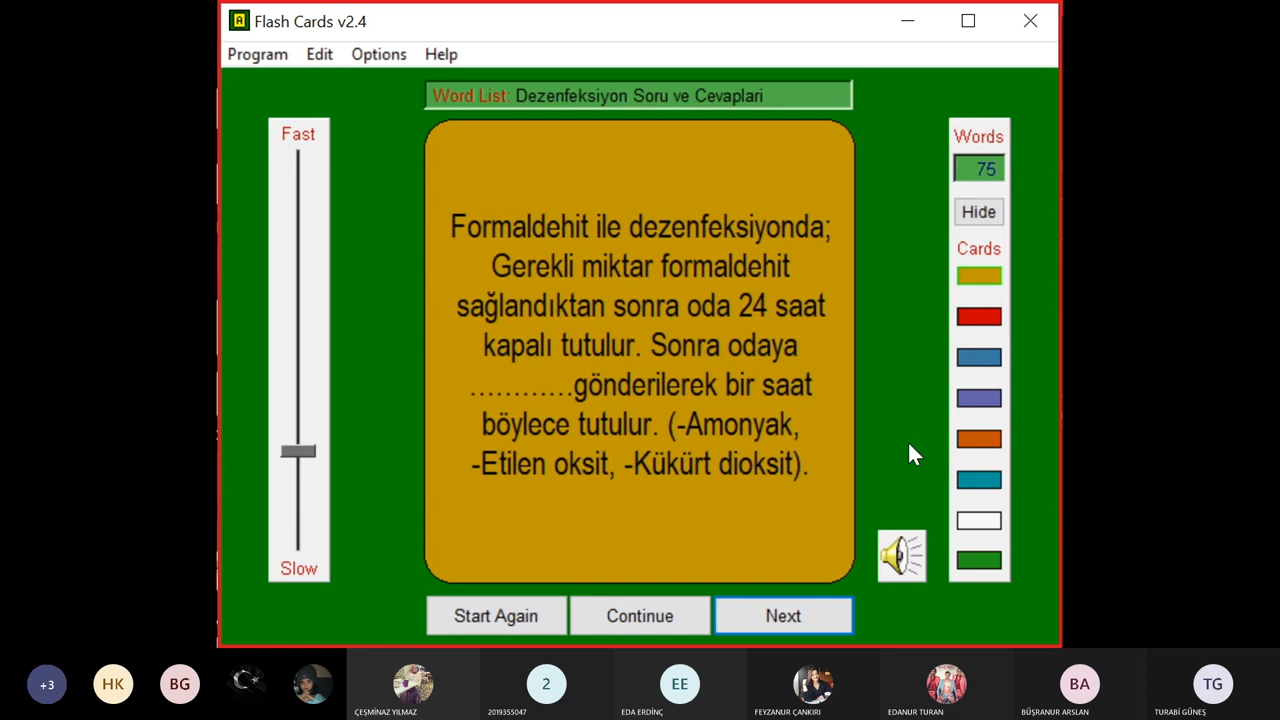 Flash Cards v2.4
Program Edit Options Help
Word List: Dezenfeksiyon Soru ve Cevaplari
Fast
Slow
Formaldehit ile dezenfeksiyonda;
Gerekli miktar formaldehit
sağlandıktan sonra oda 24 saat
kapalı tutulur. Sonra odaya
............gönderilerek bir saat
böylece tutulur. (-Amonyak,
-Etilen oksit, -Kükürt dioksit).
Words
75
Hide
Cards
Start Again Continue Next
+3 HK BG 2 EE BA TG
ÇEŞMİNAZ YILMAZ 2019355047 EDA ERDİNÇ FEYZANUR ÇANKIRI EDANUR TURAN BÜŞRANUR ARSLAN TURABİ GÜNEŞ